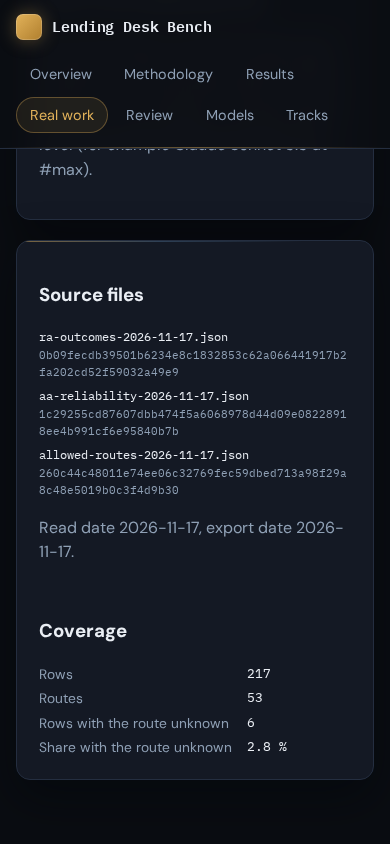 Lending Desk Bench
Overview Methodology Results
Real work Review Models Tracks
#max).
Source files
ra-outcomes-2026-11-17.json
0b09fecdb39501b6234e8c1832853c62a066441917b2
fa202cd52f59032a49e9
aa-reliability-2026-11-17.json
1c29255cd87607dbb474f5a6068978d44d09e0822891
8ee4b991cf6e95840b7b
allowed-routes-2026-11-17.json
260c44c48011e74ee06c32769fec59dbed713a98f29a
8c48e5019b0c3f4d9b30
Read date 2026-11-17, export date 2026-
11-17.
Coverage
Rows 217
Routes 53
Rows with the route unknown 6
Share with the route unknown 2.8 %